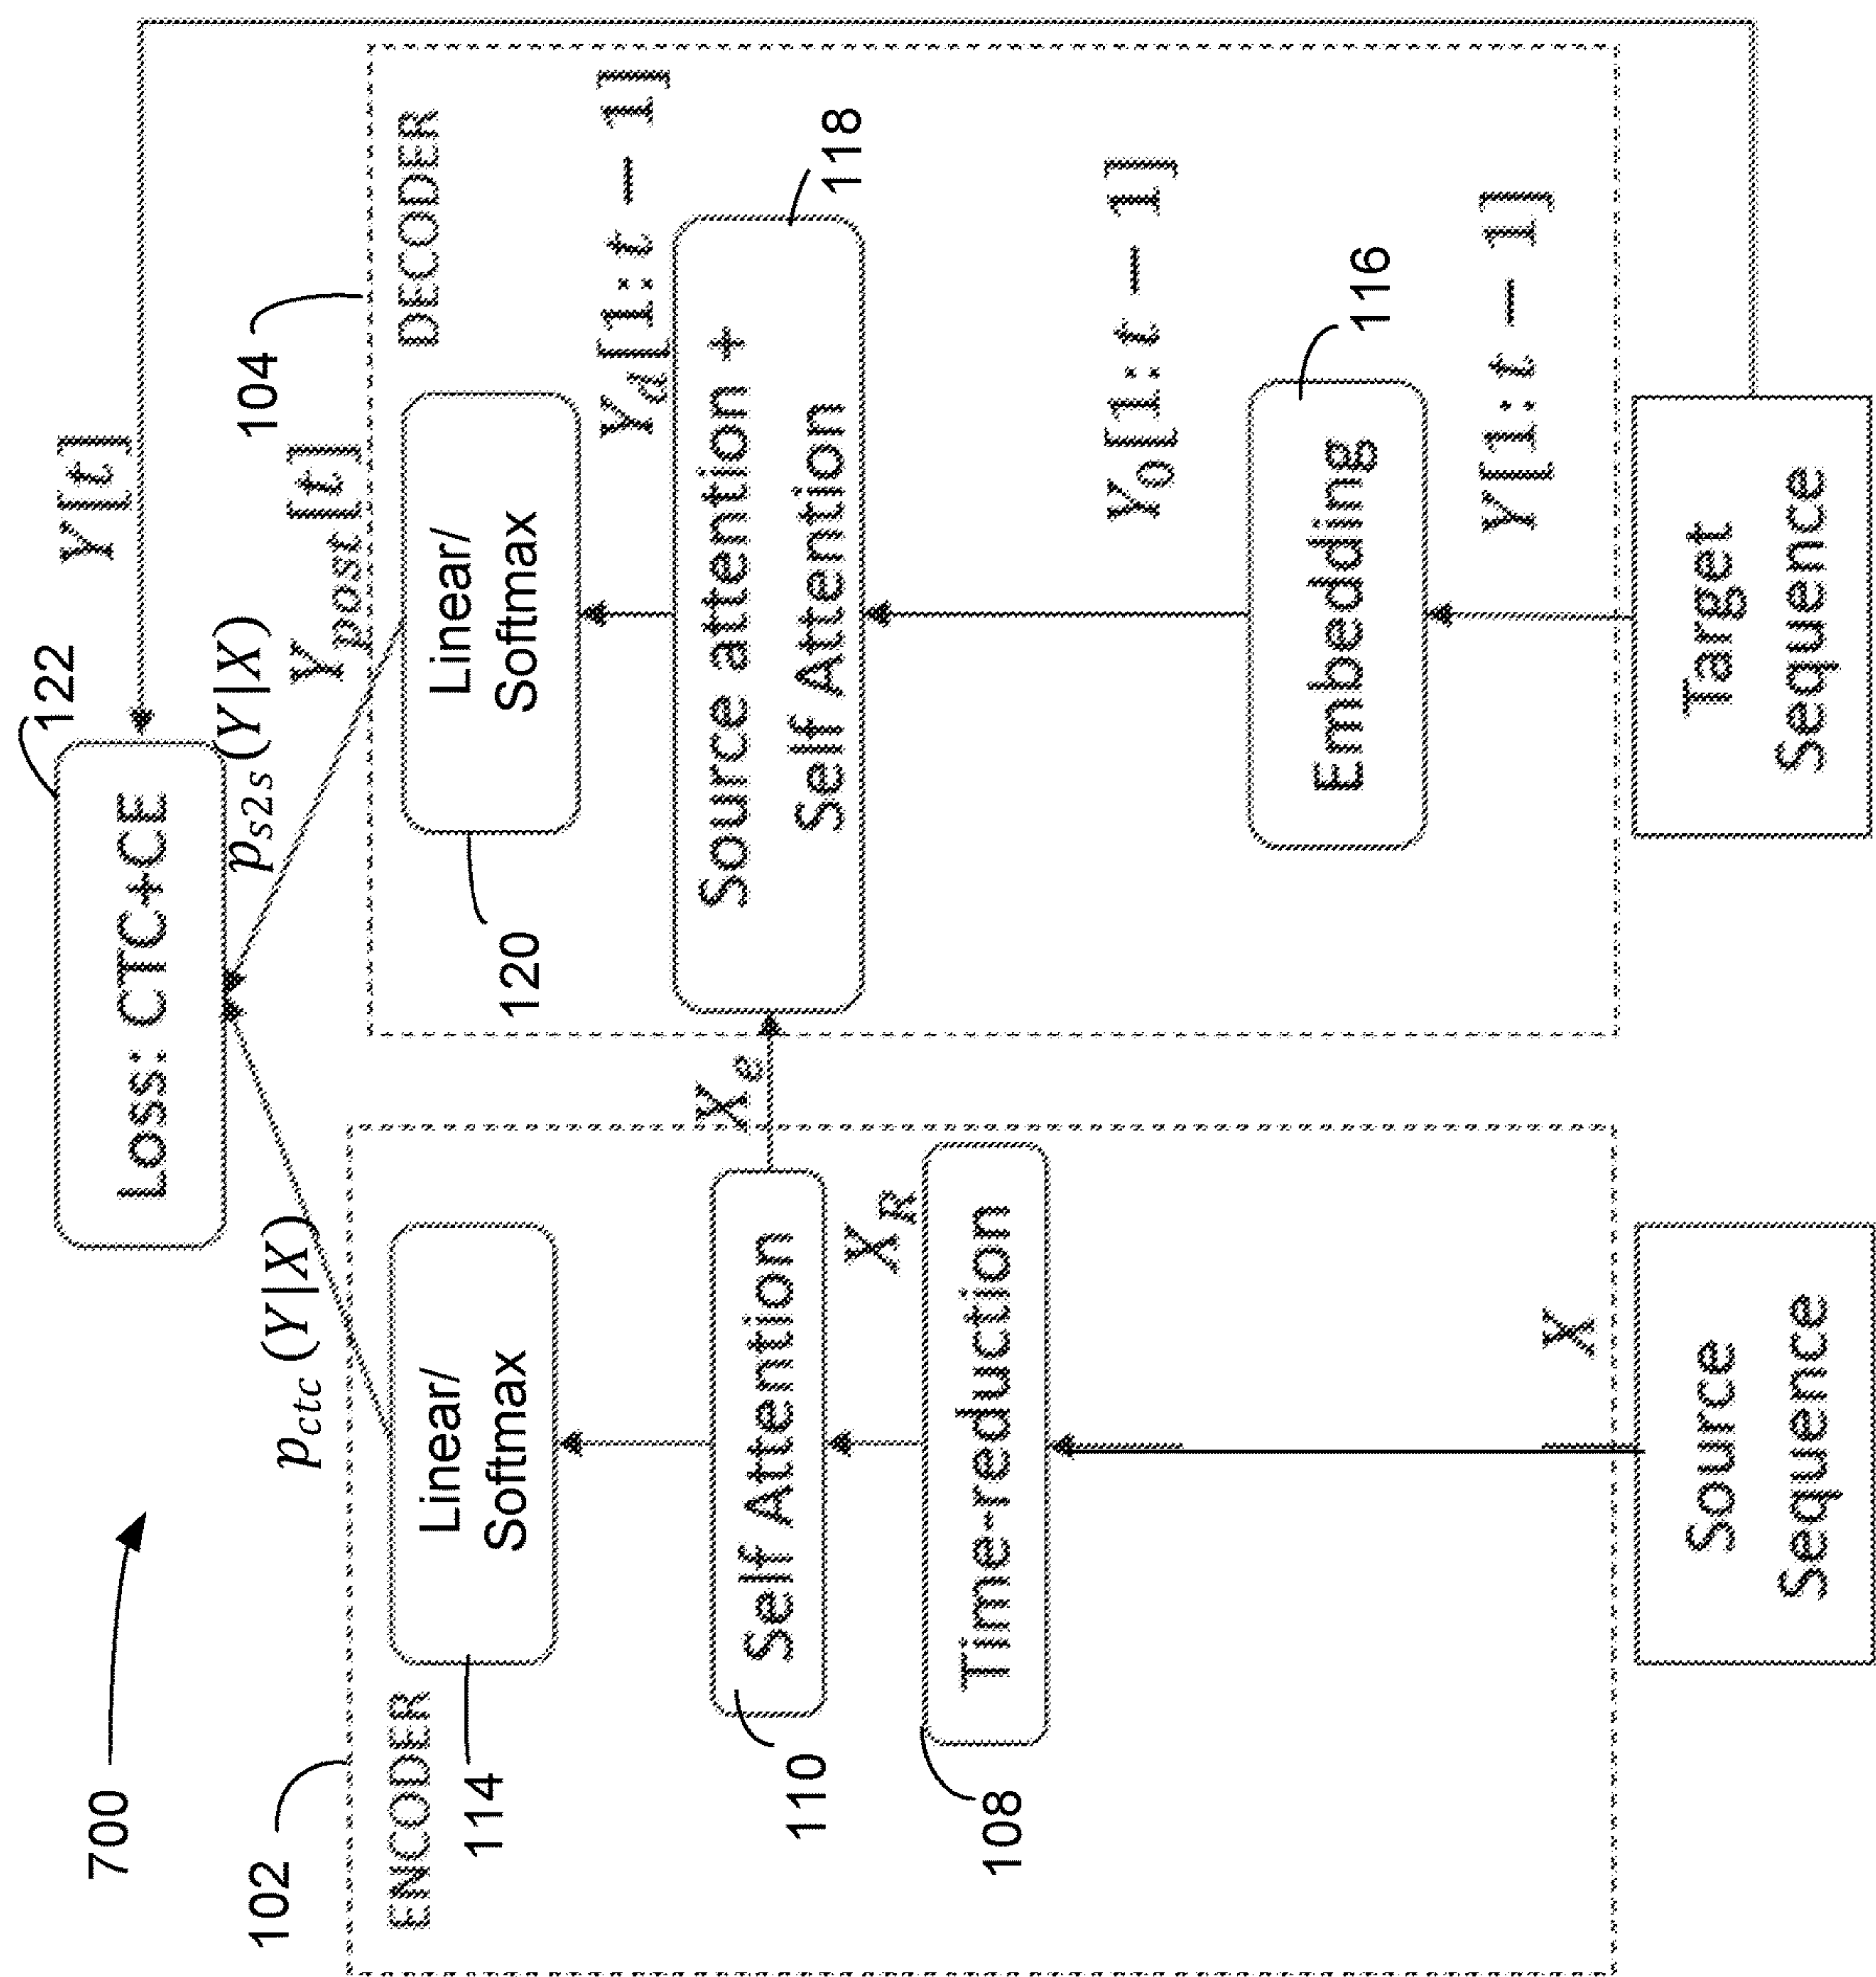 700
122
Loss: CTC+CE
Y[t]
p_ctc(Y|X)
p_s2s(Y|X)
Y_post[t]
102
104
ENCODER
Linear/
Softmax
114
Self Attention
110
X_e
X_R
Time-reduction
108
X
Source
Sequence
DECODER
Linear/
Softmax
120
Y_d[1:t − 1]
Source attention +
Self Attention
118
Y_0[1:t − 1]
Embedding
116
Y[1:t − 1]
Target
Sequence